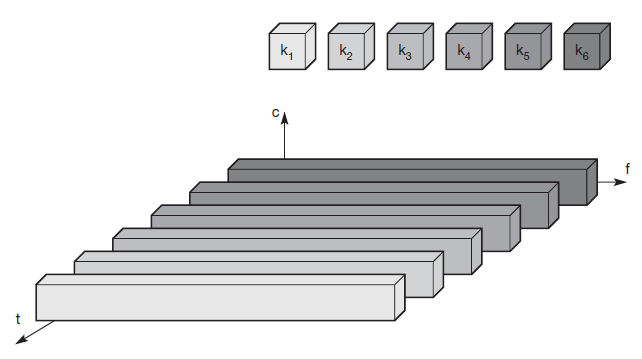 k₁ k₂ k₃ k₄ k₅ k₆
c
f
t